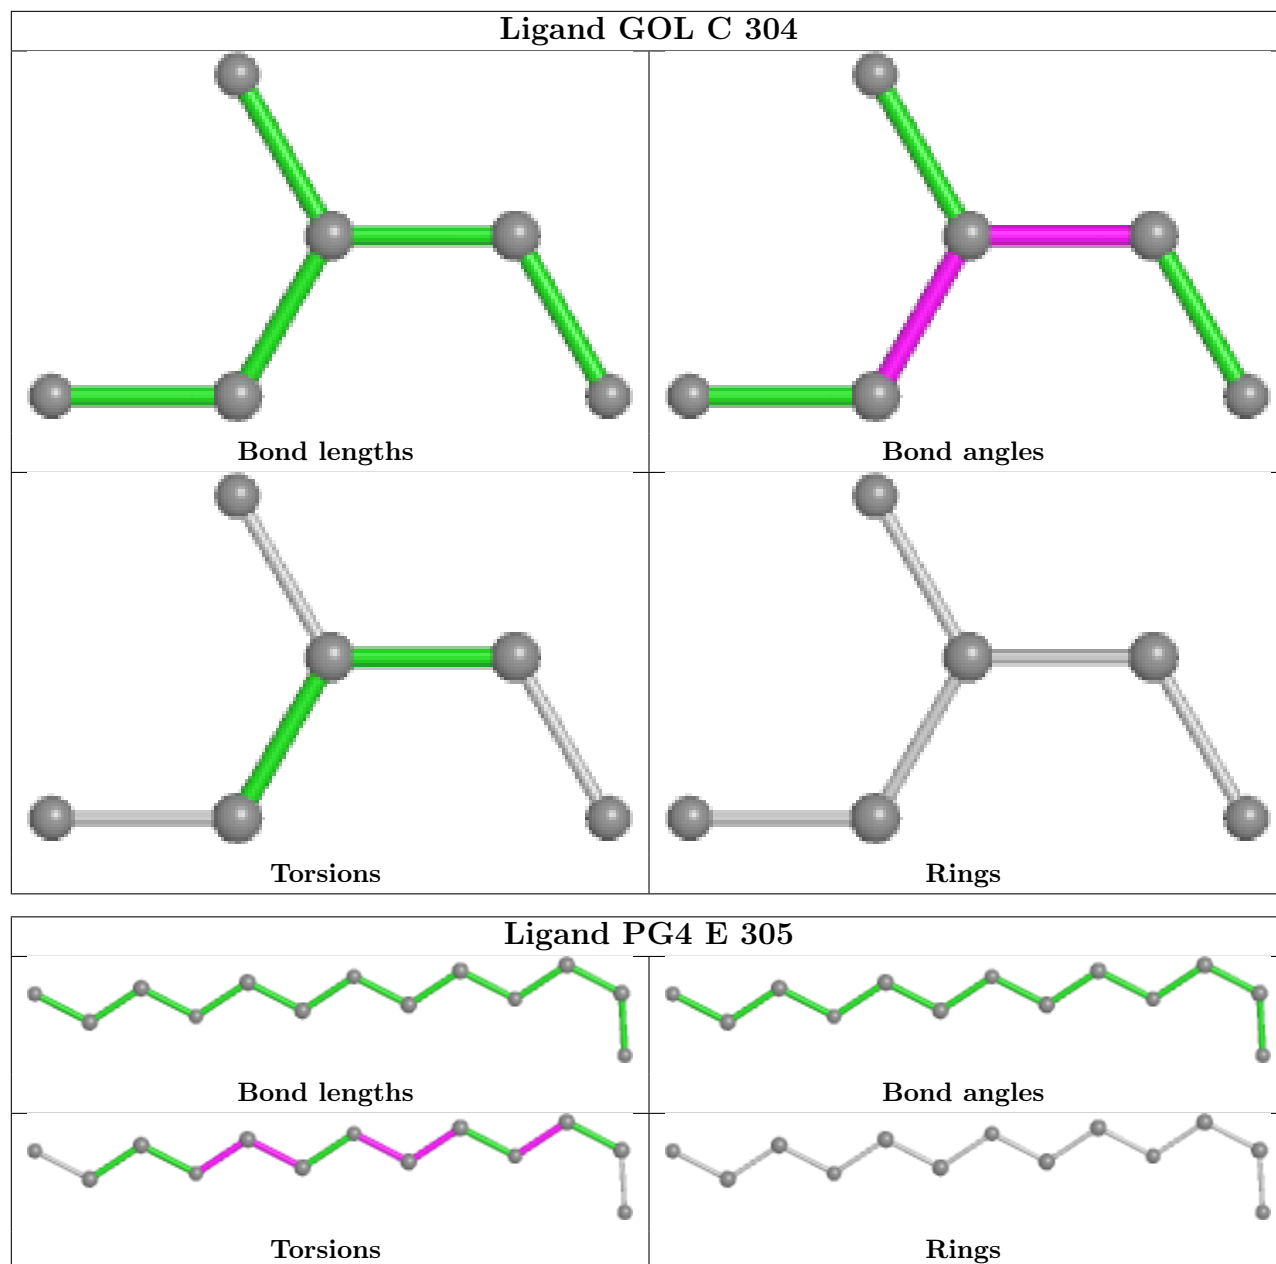 Ligand GOL C 304
Bond lengths
Bond angles
Torsions
Rings
Ligand PG4 E 305
Bond lengths
Bond angles
Torsions
Rings